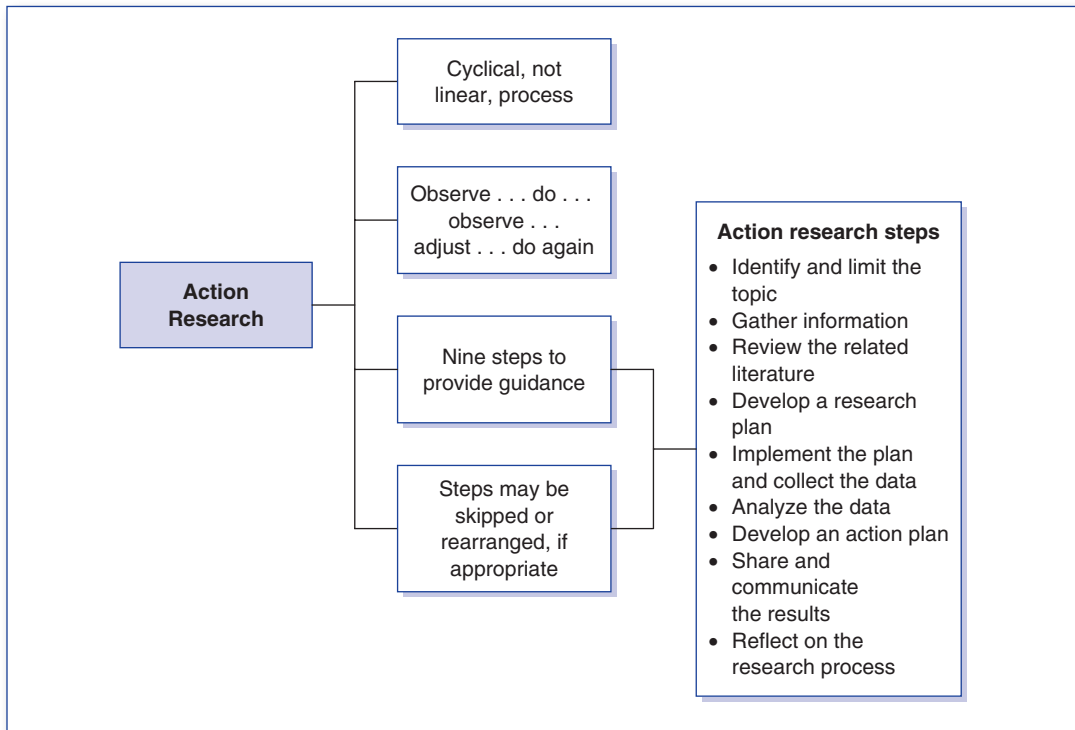 Cyclical, not
linear, process
Observe . . . do . . .
observe . . .
adjust . . . do again
Action
Research
Nine steps to
provide guidance
Steps may be
skipped or
rearranged, if
appropriate
Action research steps
• Identify and limit the
topic
• Gather information
• Review the related
literature
• Develop a research
plan
• Implement the plan
and collect the data
• Analyze the data
• Develop an action plan
• Share and
communicate
the results
• Reflect on the
research process